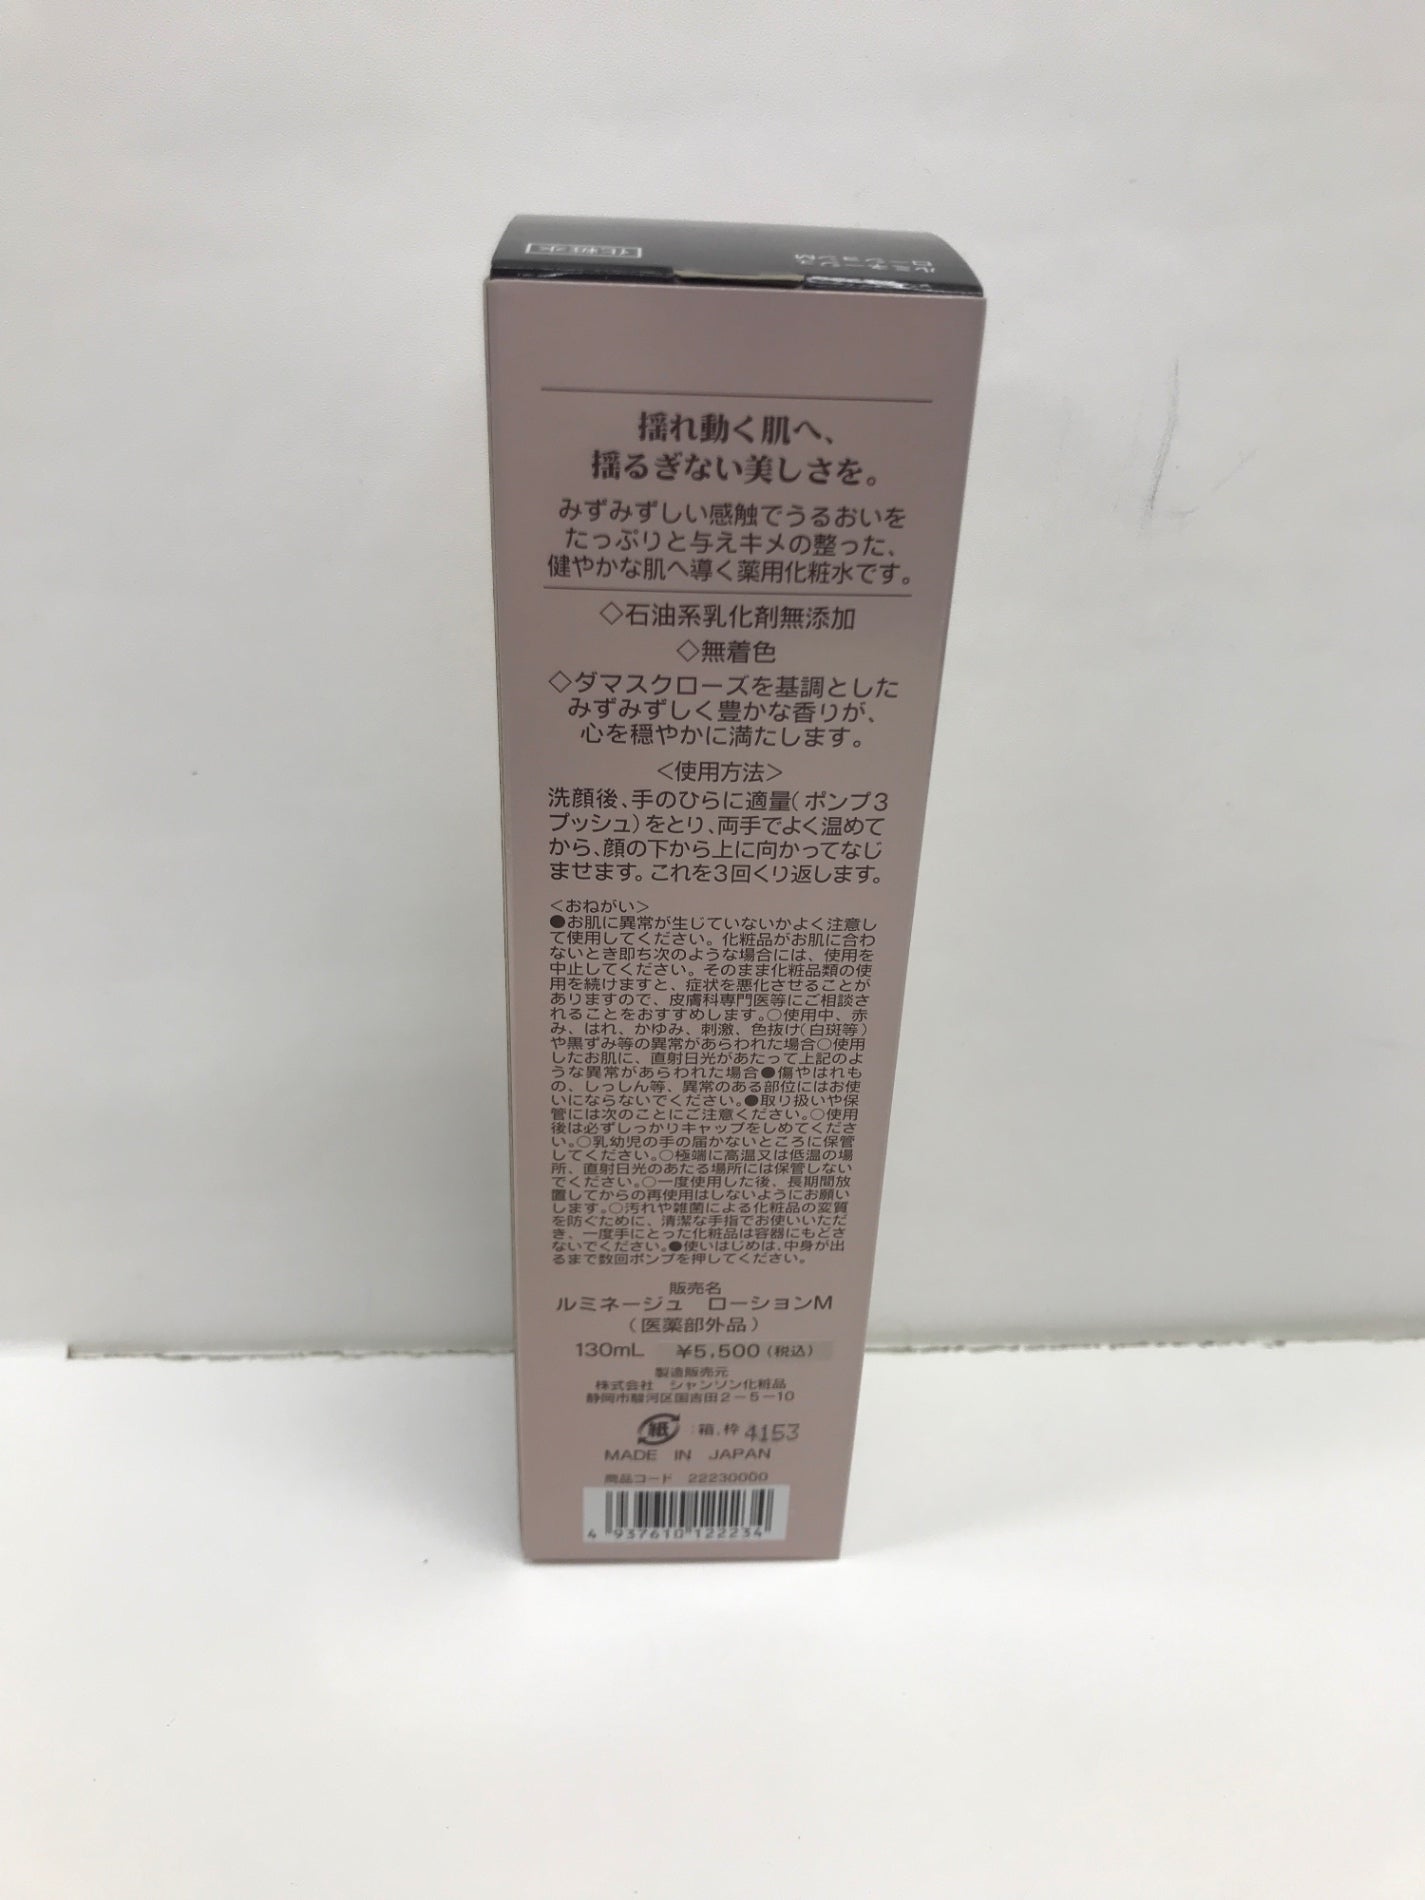 化粧水
ローションM
揺れ動く肌へ、
揺るぎない美しさを。
みずみずしい感触でうるおいを
たっぷりと与えキメの整った、
健やかな肌へ導く薬用化粧水です。
◇石油系乳化剤無添加
◇無着色
◇ダマスクローズを基調とした
みずみずしく豊かな香りが、
心を穏やかに満たします。
＜使用方法＞
洗顔後、手のひらに適量(ポンプ3
プッシュ)をとり、両手でよく温めて
から、顔の下から上に向かってなじ
ませます。これを3回くり返します。
＜おねがい＞
●お肌に異常が生じていないかよく注意し
て使用してください。化粧品がお肌に合わ
ないとき即ち次のような場合には、使用を
中止してください。そのまま化粧品類の使
用を続けますと、症状を悪化させることが
ありますので、皮膚科専門医等にご相談さ
れることをおすすめします。○使用中、赤
み、はれ、かゆみ、刺激、色抜け(白斑等)
や黒ずみ等の異常があらわれた場合○使用
したお肌に、直射日光があたって上記のよ
うな異常があらわれた場合●傷やはれも
の、しっしん等、異常のある部位にはお使
いにならないでください。●取り扱いや保
管には次のことにご注意ください。○使用
後は必ずしっかりキャップをしめてくださ
い。○乳幼児の手の届かないところに保管
してください。○極端に高温又は低温の場
所、直射日光のあたる場所には保管しない
でください。○一度使用した後、長期間放
置してからの再使用はしないようにお願い
します。○汚れや雑菌による化粧品の変質
を防ぐために、清潔な手指でお使いいただ
き、一度手にとった化粧品は容器にもどさ
ないでください。●使いはじめは、中身が出
るまで数回ポンプを押してください。
販売名
ルミネージュ ローションM
(医薬部外品)
130mL ¥5,500(税込)
製造販売元
株式会社 シャンソン化粧品
静岡市駿河区国吉田2-5-10
紙 :箱,枠 4153
MADE IN JAPAN
商品コード 22230000
4 937610 122234